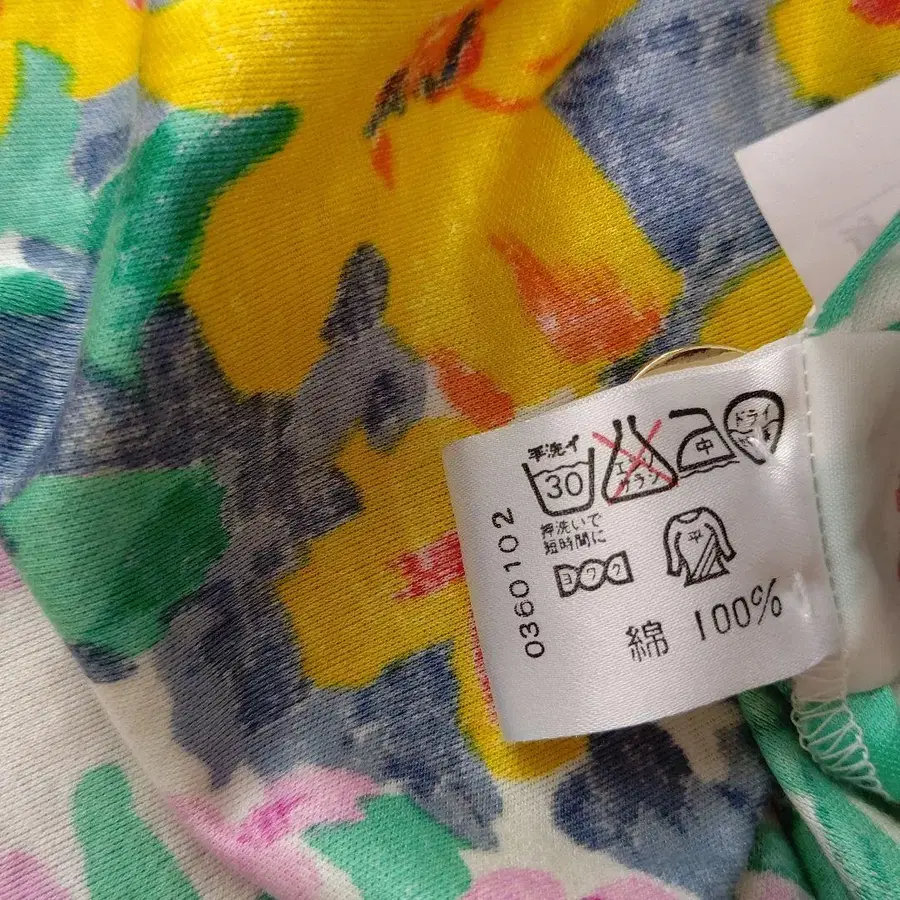 手洗イ
30
エンソ
サラシ
中
ドライ
押洗いで
短時間に
ヨワク
平
綿 100%
0360102